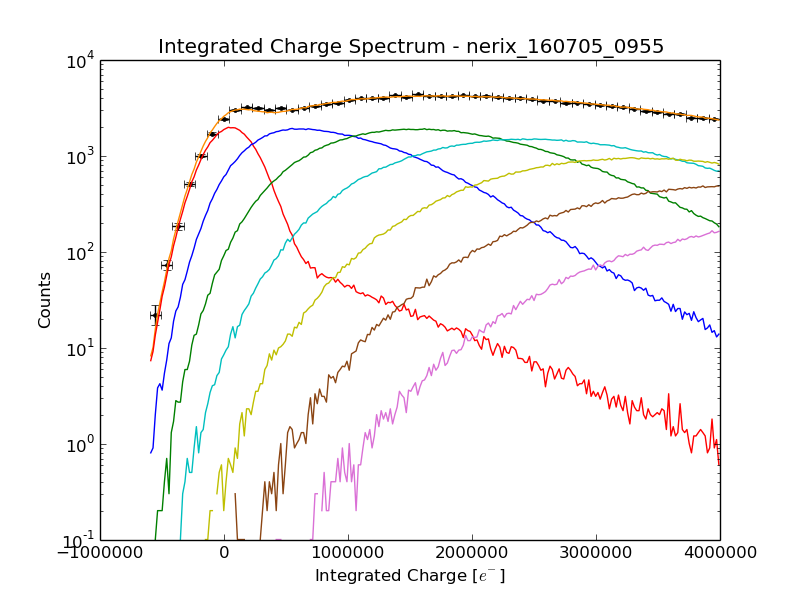 Integrated Charge Spectrum - nerix_160705_0955
Counts
10^4
10^3
10^2
10^1
10^0
10^-1
−1000000 0 1000000 2000000 3000000 4000000
Integrated Charge [e^-]